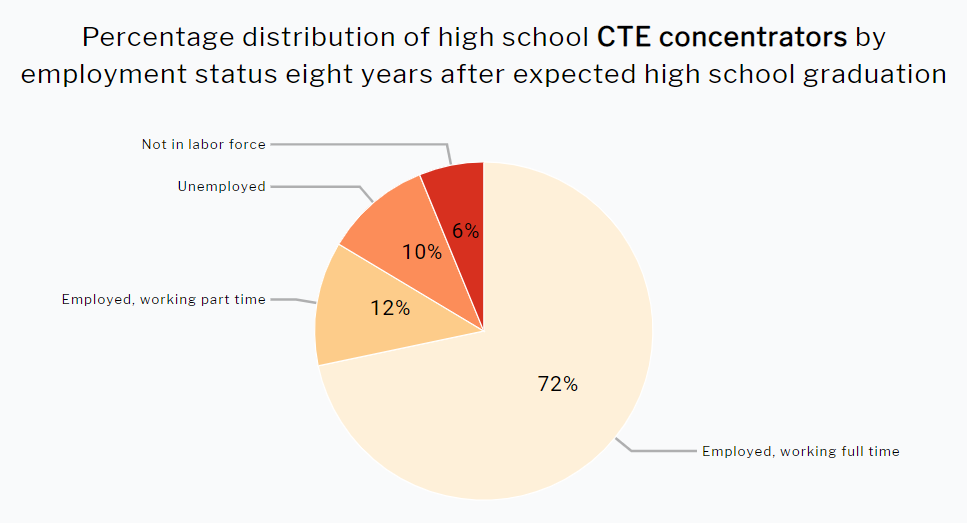 Percentage distribution of high school CTE concentrators by
employment status eight years after expected high school graduation
Not in labor force
Unemployed
6%
10%
Employed, working part time
12%
72%
Employed, working full time